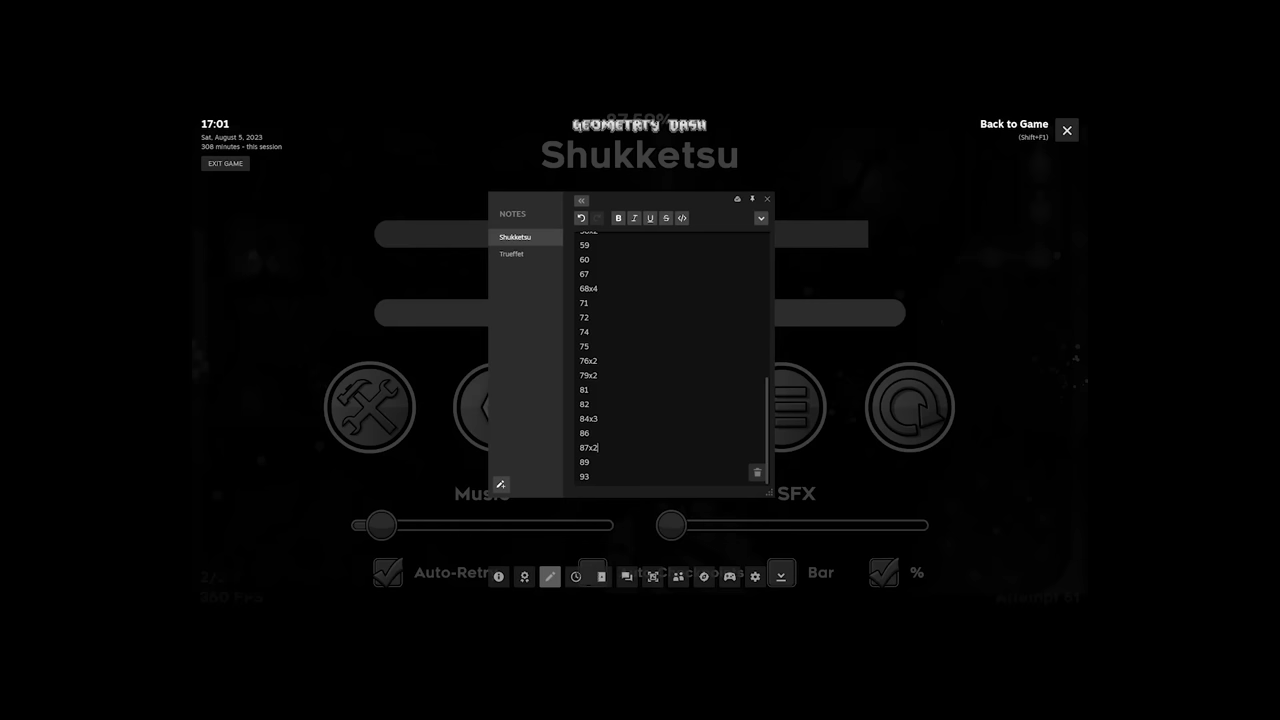 17:01
Sat, August 5, 2023
308 minutes - this session
EXIT GAME
GEOMETRY DASH
Back to Game
(Shift+F1)
Shukketsu
NOTES
Shukketsu
Trueffet
B I U S </>
59
60
67
68x4
71
72
74
75
76x2
79x2
81
82
84x3
86
87x2
89
93
Music
SFX
Auto-Retr
Bar
%
360 FPS